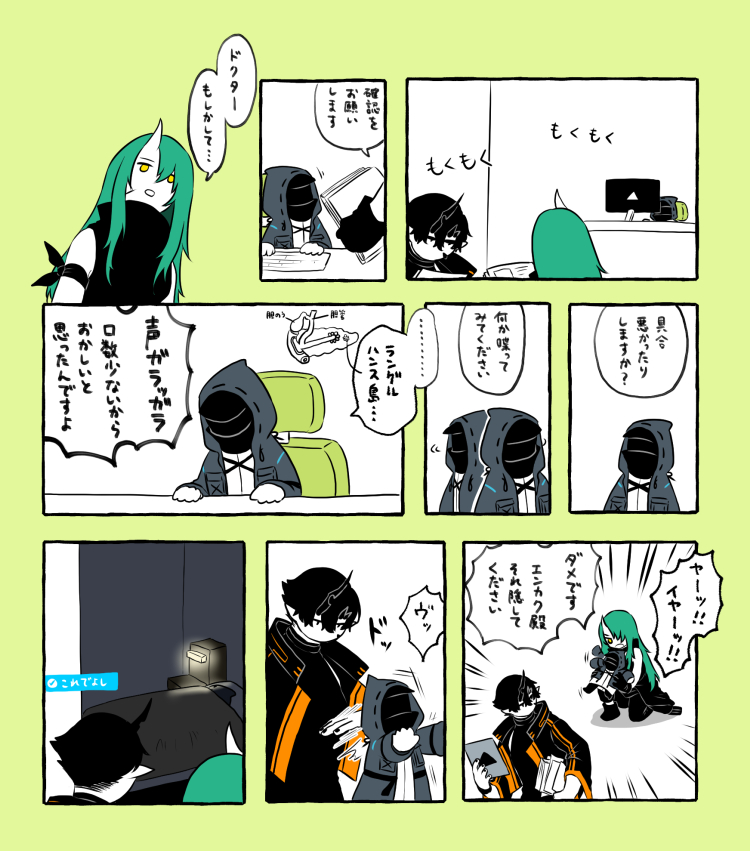 もくもく
もくもく
確認を
お願い
します
ドクター
もしかして…
具合
悪かったり
しますか?
何か喋って
みてください
………
ランゲル
ハンス島…
胆管
胆のう
声ガラッガラ
口数少ないから
おかしいと
思ったんですよ
ヤーッ!!
イヤーッ!!
ダメです
エンカク殿
それ隠して
ください
ヴッ
ドッ
これでよし